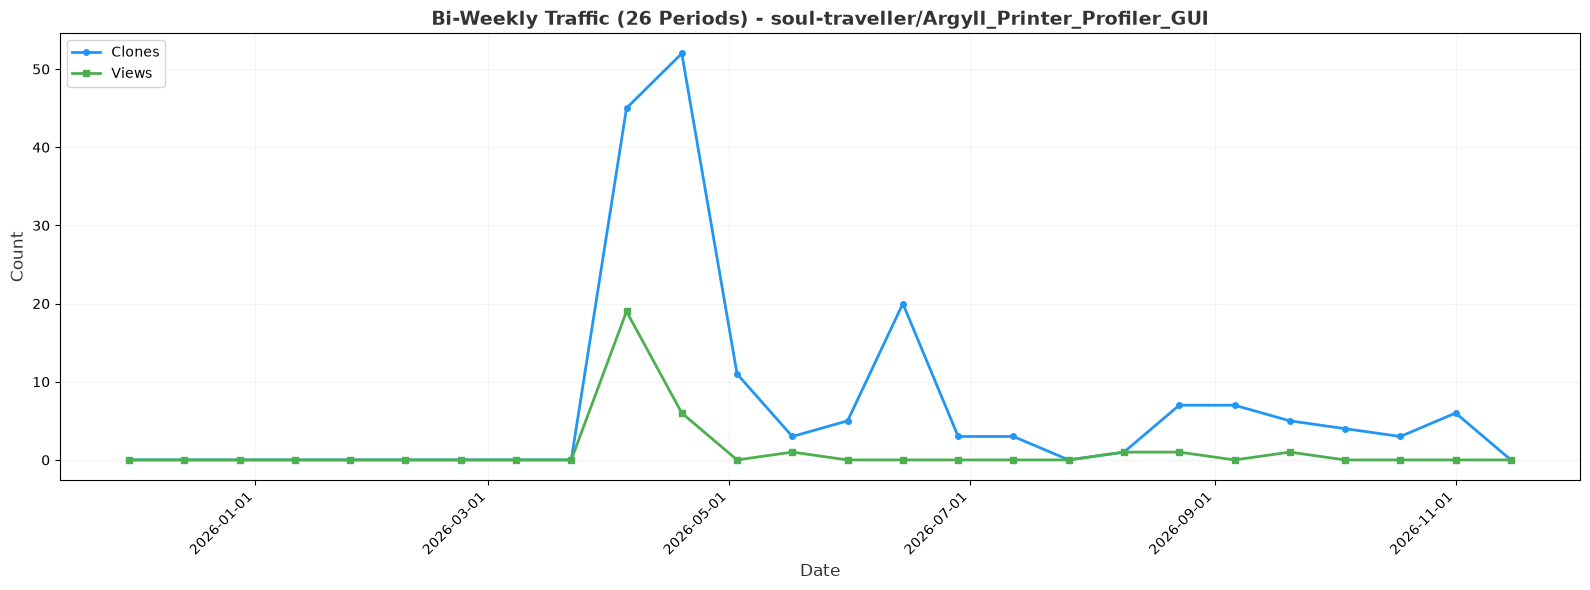 Bi-Weekly Traffic (26 Periods) - soul-traveller/Argyll_Printer_Profiler_GUI
Clones
Views
Count
50
40
30
20
10
0
2026-01-01
2026-03-01
2026-05-01
2026-07-01
2026-09-01
2026-11-01
Date